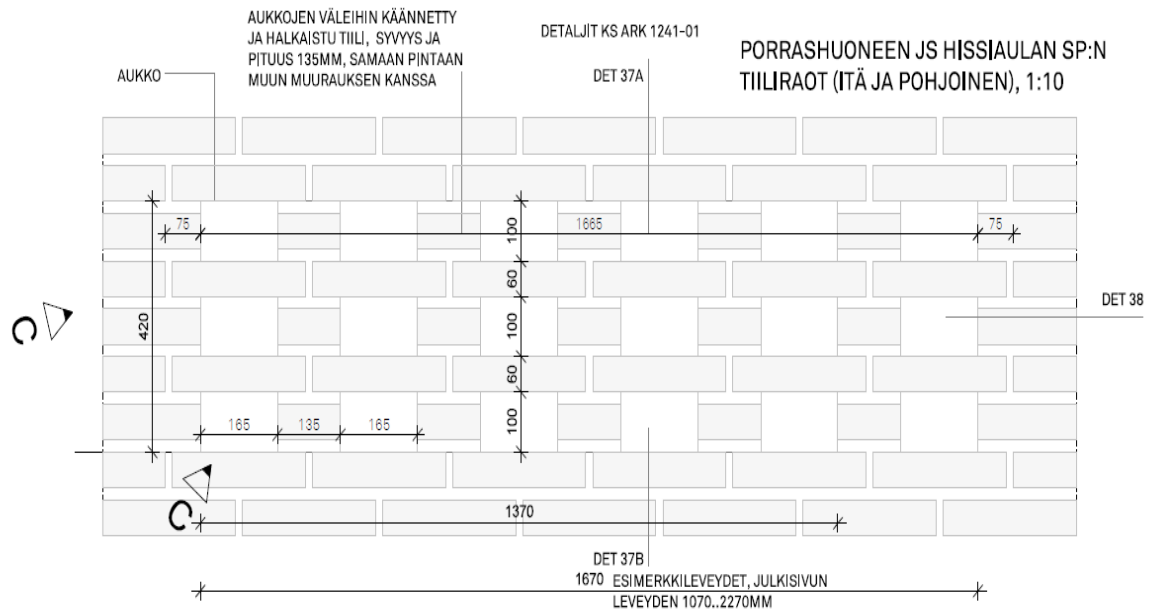 AUKKOJEN VÄLEIHIN KÄÄNNETTY
JA HALKAISTU TIILI, SYVYYS JA
PITUUS 135MM, SAMAAN PINTAAN
MUUN MUURAUKSEN KANSSA
AUKKO
DETALJIT KS ARK 1241-01
DET 37A
PORRASHUONEEN JS HISSIAULAN SP:N
TIILIRAOT (ITÄ JA POHJOINEN), 1:10
75
1665
75
100
60
100
60
100
420
C
DET 38
165
135
165
C
1370
DET 37B
1670 ESIMERKKILEVEYDET, JULKISIVUN
LEVEYDEN 1070..2270MM